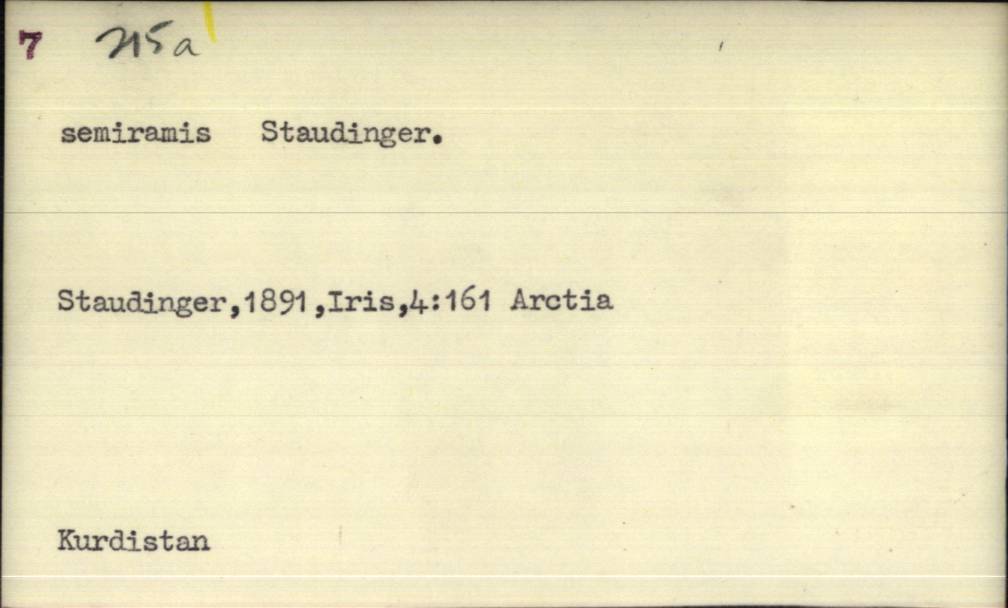 7 215a
semiramis Staudinger.
Staudinger,1891,Iris,4:161 Arctia
Kurdistan